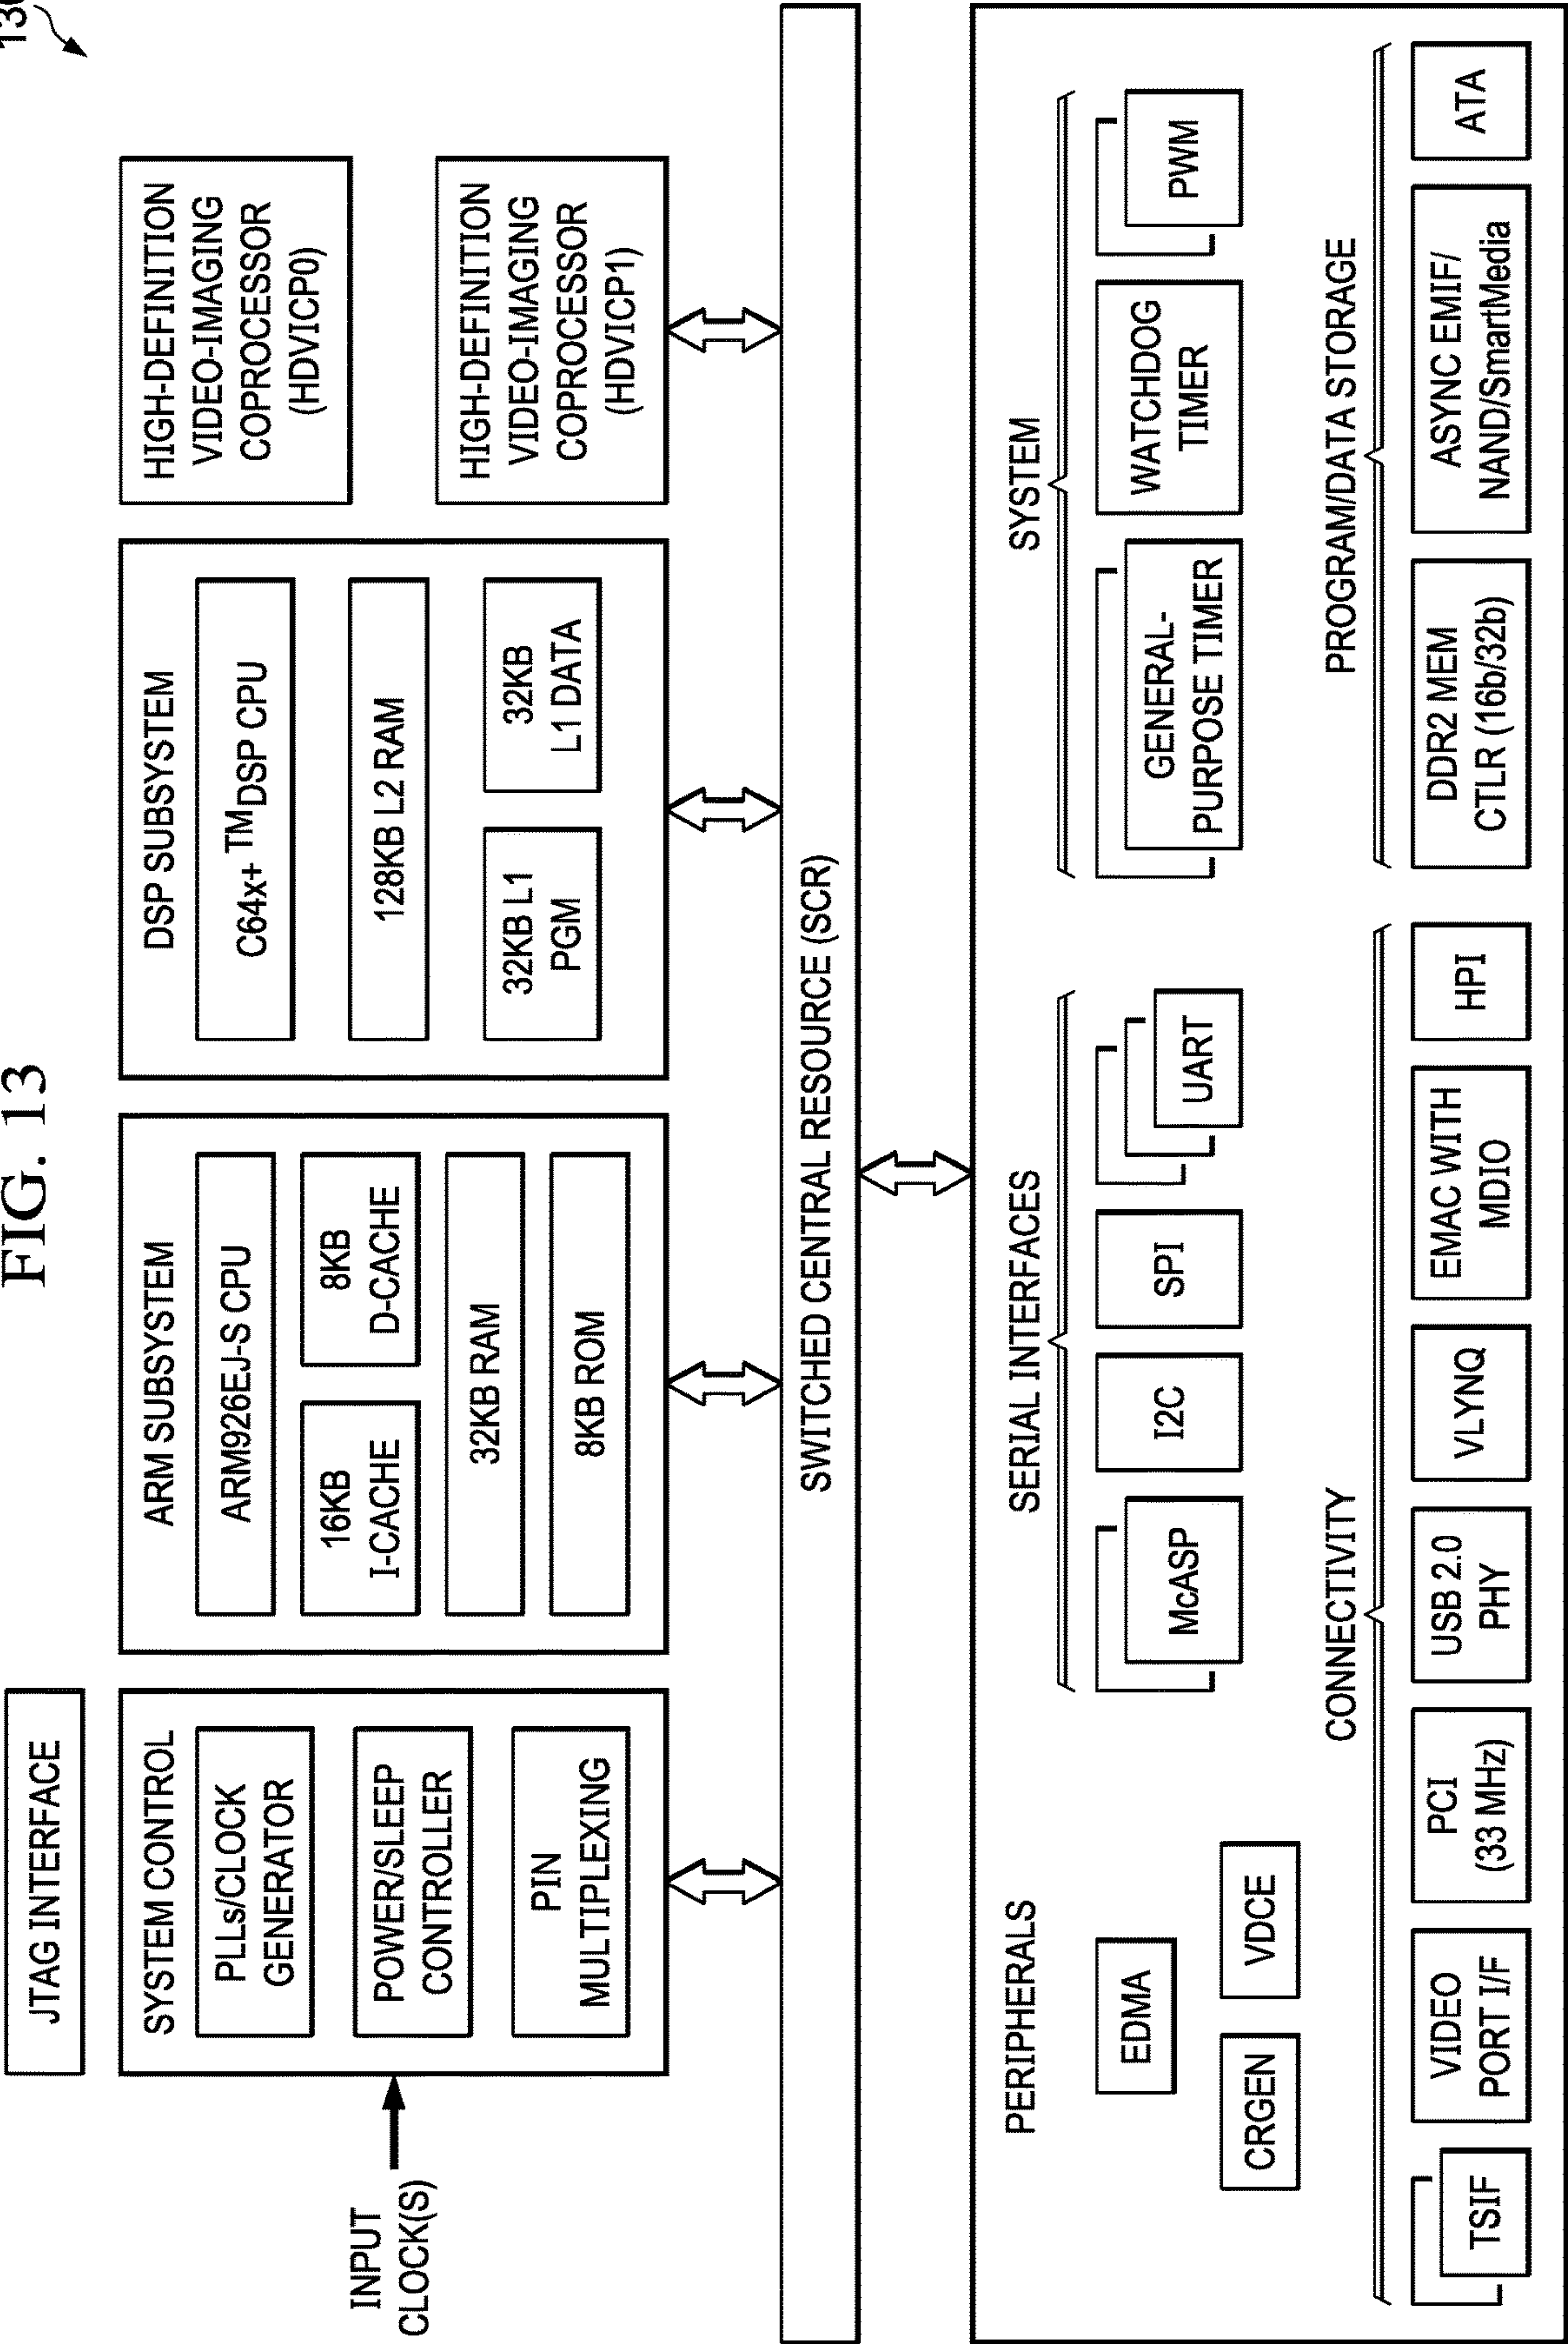 FIG. 13
JTAG INTERFACE
INPUT
CLOCK(S)
SYSTEM CONTROL
PLLs/CLOCK
GENERATOR
POWER/SLEEP
CONTROLLER
PIN
MULTIPLEXING
ARM SUBSYSTEM
ARM926EJ-S CPU
16KB
I-CACHE
8KB
D-CACHE
32KB RAM
8KB ROM
DSP SUBSYSTEM
C64x+ TM DSP CPU
128KB L2 RAM
32KB L1
PGM
32KB
L1 DATA
HIGH-DEFINITION
VIDEO-IMAGING
COPROCESSOR
(HDVICP0)
HIGH-DEFINITION
VIDEO-IMAGING
COPROCESSOR
(HDVICP1)
SWITCHED CENTRAL RESOURCE (SCR)
PERIPHERALS
EDMA
CRGEN
VDCE
SERIAL INTERFACES
McASP
I2C
SPI
UART
SYSTEM
GENERAL-
PURPOSE TIMER
WATCHDOG
TIMER
PWM
CONNECTIVITY
TSIF
VIDEO
PORT I/F
PCI
(33 MHz)
USB 2.0
PHY
VLYNQ
EMAC WITH
MDIO
HPI
PROGRAM/DATA STORAGE
DDR2 MEM
CTLR (16b/32b)
ASYNC EMIF/
NAND/SmartMedia
ATA